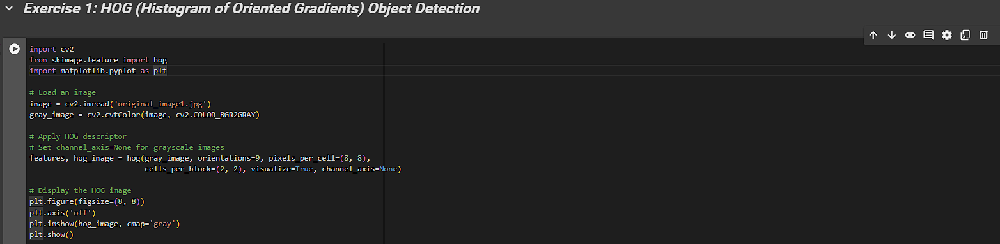 Exercise 1: HOG (Histogram of Oriented Gradients) Object Detection
import cv2
from skimage.feature import hog
import matplotlib.pyplot as plt
# Load an image
image = cv2.imread('original_image1.jpg')
gray_image = cv2.cvtColor(image, cv2.COLOR_BGR2GRAY)
# Apply HOG descriptor
# Set channel_axis=None for grayscale images
features, hog_image = hog(gray_image, orientations=9, pixels_per_cell=(8, 8),
cells_per_block=(2, 2), visualize=True, channel_axis=None)
# Display the HOG image
plt.figure(figsize=(8, 8))
plt.axis('off')
plt.imshow(hog_image, cmap='gray')
plt.show()